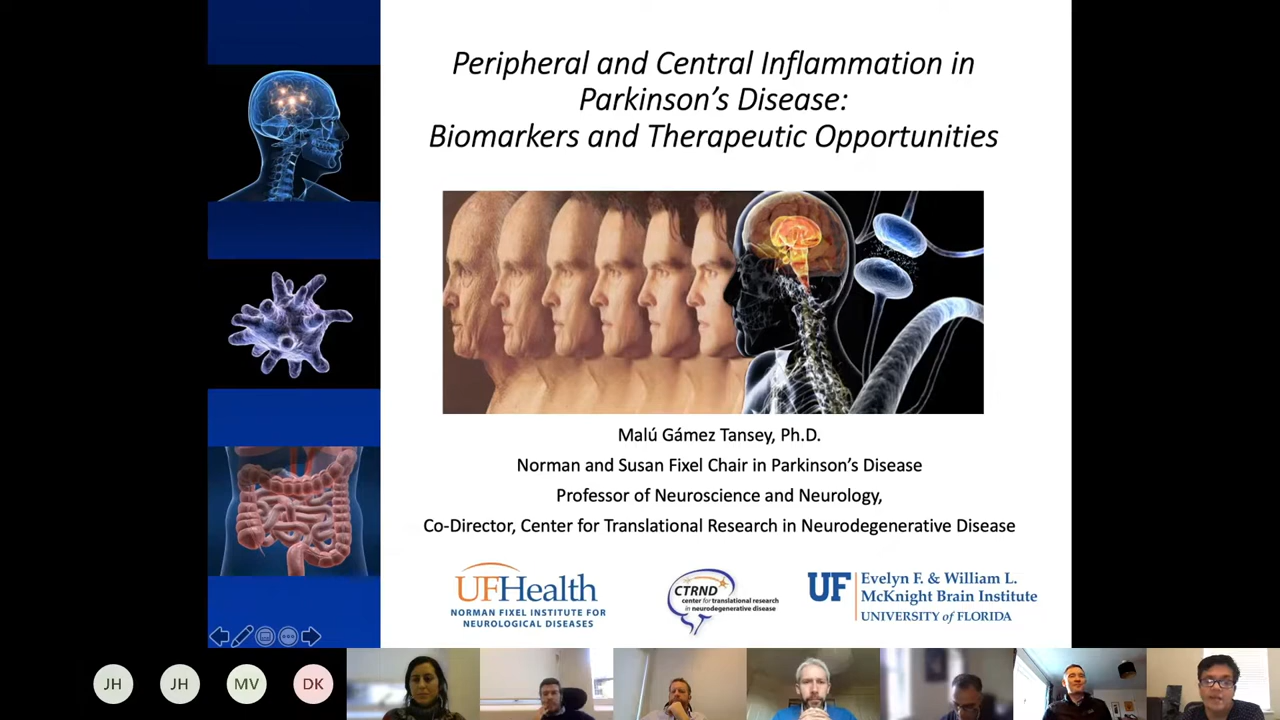 Peripheral and Central Inflammation in
Parkinson's Disease:
Biomarkers and Therapeutic Opportunities
Malú Gámez Tansey, Ph.D.
Norman and Susan Fixel Chair in Parkinson's Disease
Professor of Neuroscience and Neurology,
Co-Director, Center for Translational Research in Neurodegenerative Disease
UFHealth
NORMAN FIXEL INSTITUTE FOR
NEUROLOGICAL DISEASES
CTRND
center for translational research
in neurodegenerative disease
UF
Evelyn F. & William L.
McKnight Brain Institute
UNIVERSITY of FLORIDA
JH
JH
MV
DK